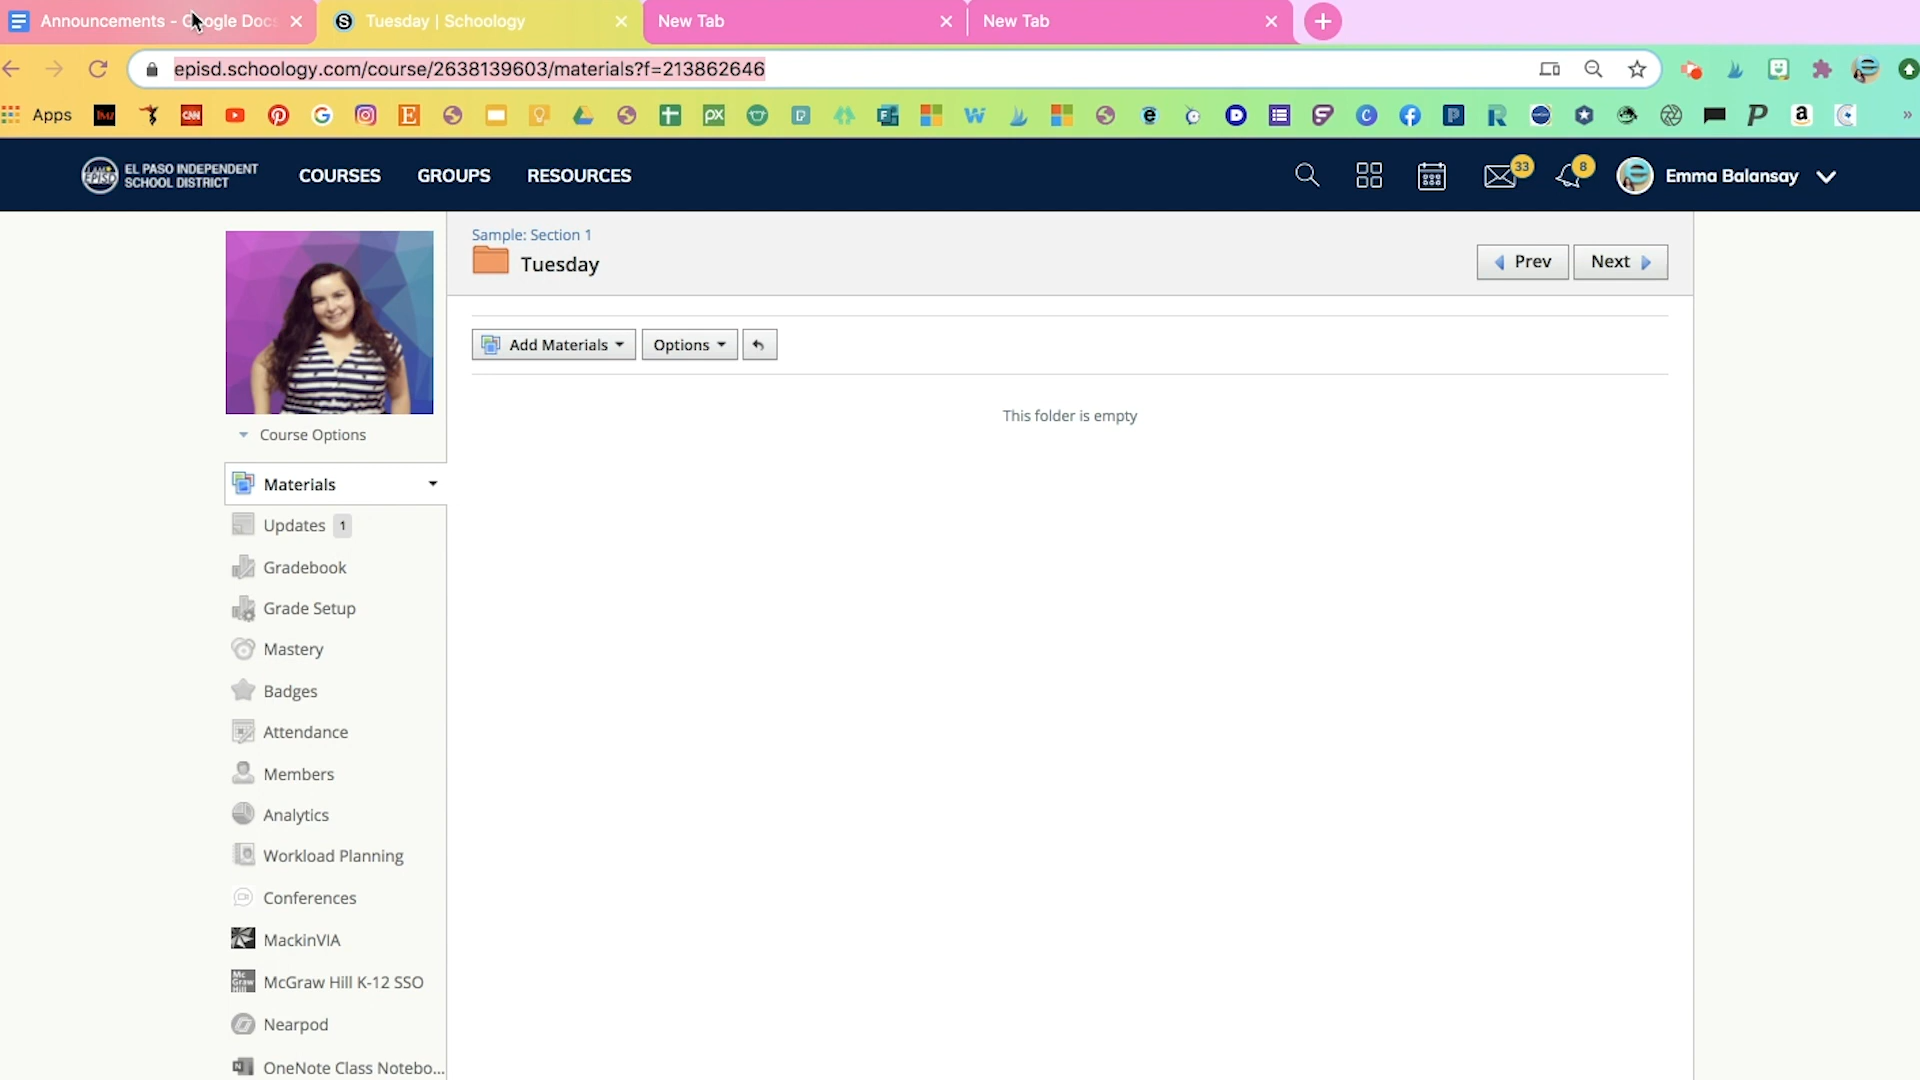 Announcements - Google Docs
Tuesday | Schoology
New Tab
New Tab
episd.schoology.com/course/2638139603/materials?f=213862646
Apps
EL PASO INDEPENDENT
SCHOOL DISTRICT
COURSES
GROUPS
RESOURCES
33
8
Emma Balansay
Sample: Section 1
Tuesday
Prev
Next
Add Materials
Options
This folder is empty
Course Options
Materials
Updates 1
Gradebook
Grade Setup
Mastery
Badges
Attendance
Members
Analytics
Workload Planning
Conferences
MackinVIA
McGraw Hill K-12 SSO
Nearpod
OneNote Class Notebo...